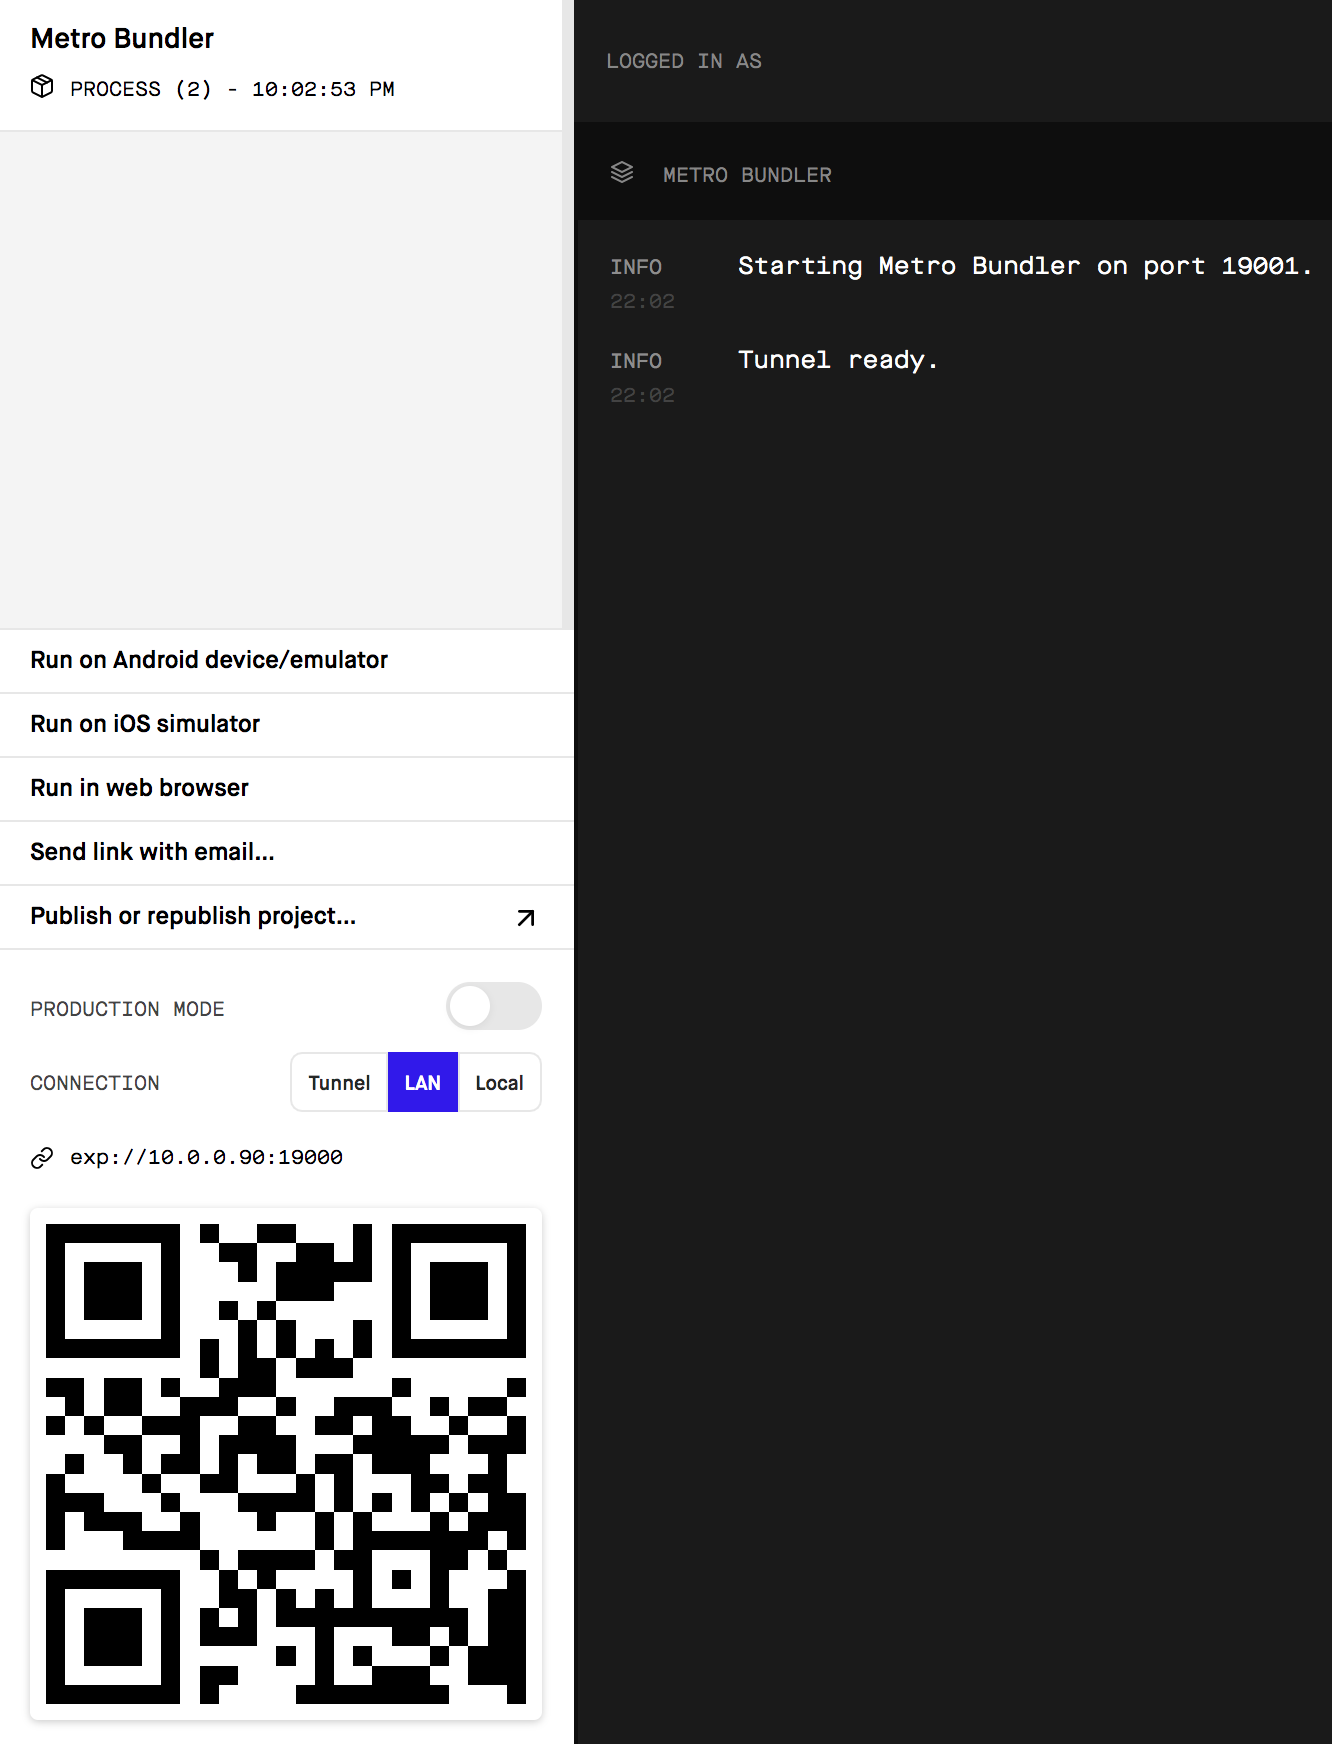 Metro Bundler
PROCESS (2) - 10:02:53 PM
Run on Android device/emulator
Run on iOS simulator
Run in web browser
Send link with email...
Publish or republish project...
PRODUCTION MODE
CONNECTION
Tunnel LAN Local
exp://10.0.0.90:19000
LOGGED IN AS
METRO BUNDLER
INFO Starting Metro Bundler on port 19001.
22:02
INFO Tunnel ready.
22:02